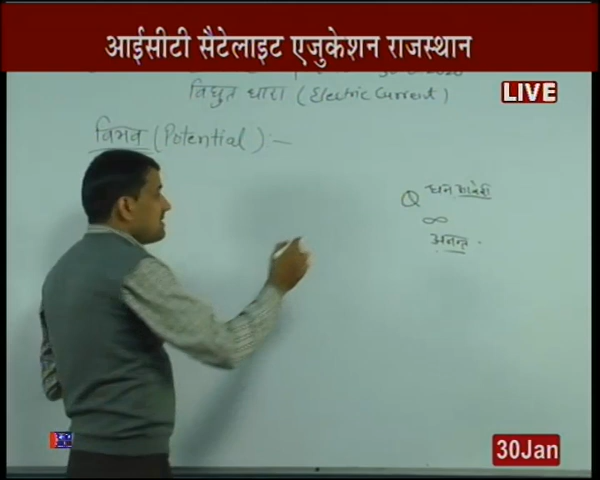 आईसीटी सैटेलाइट एजुकेशन राजस्थान
LIVE
विद्युत धारा (Electric Current)
विभव (Potential) :-
Q धन आवेश
∞
अनन्त
30Jan